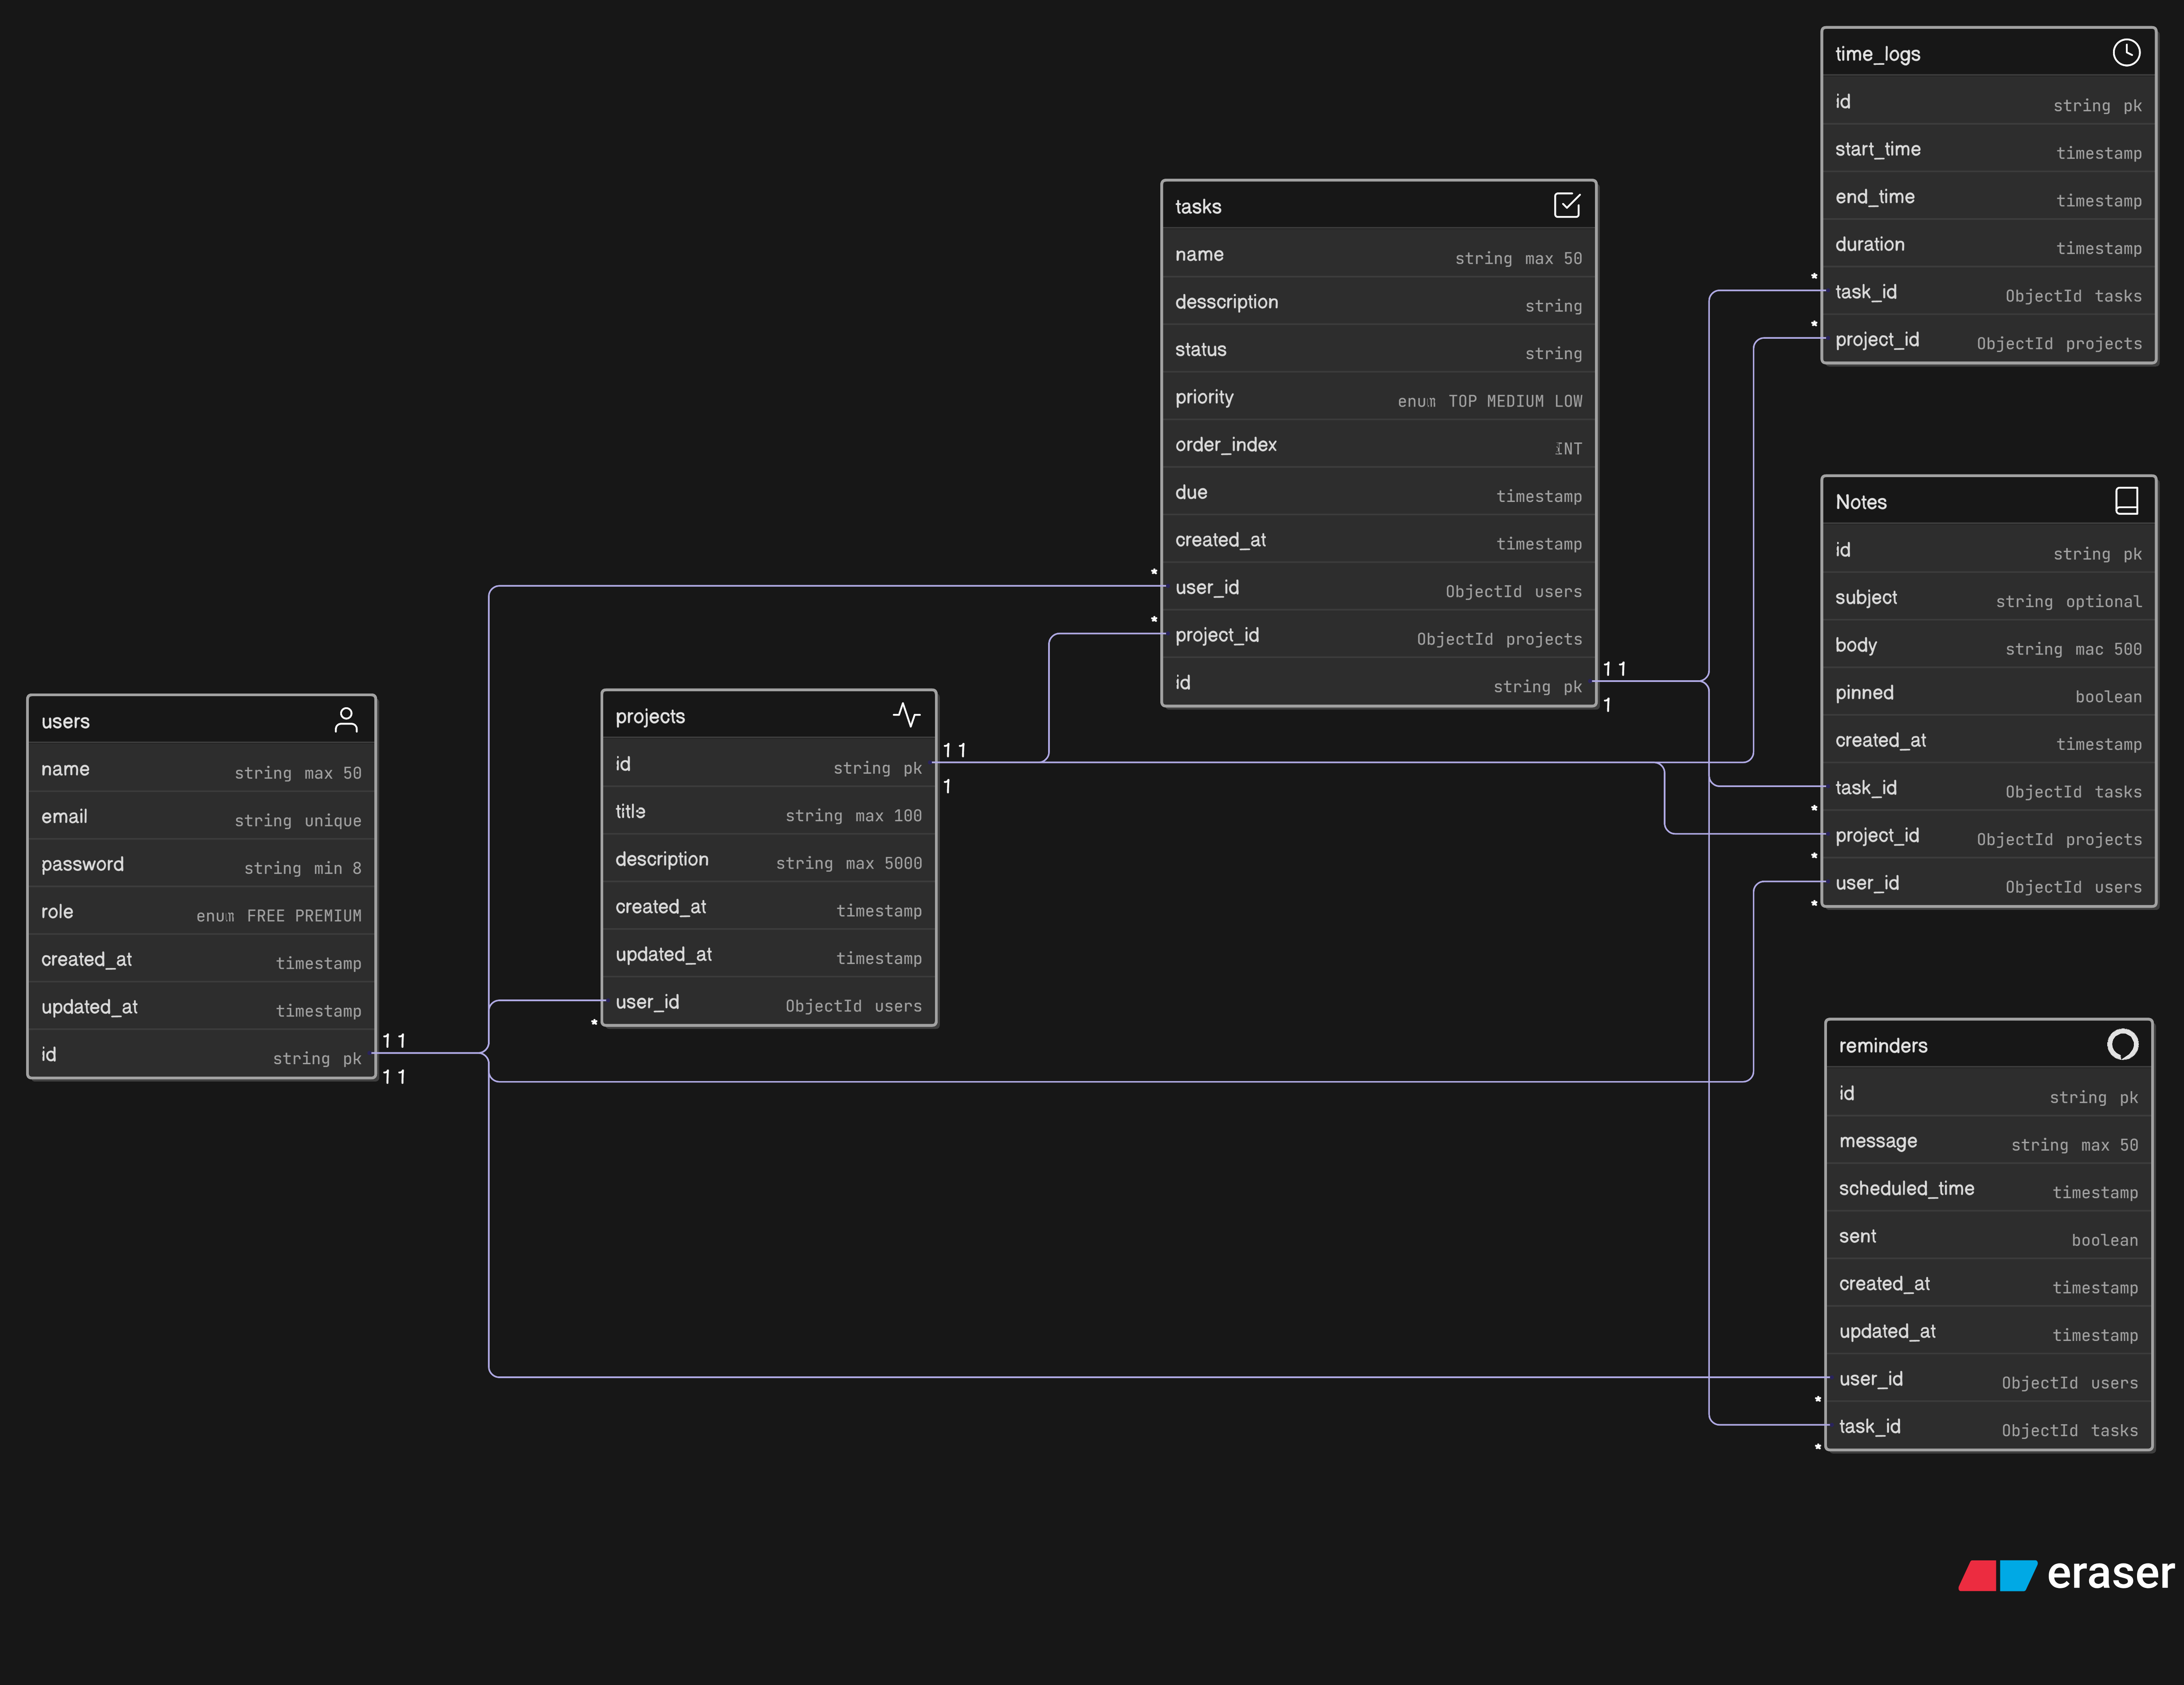 time_logs
id string pk
start_time timestamp
end_time timestamp
duration timestamp
* task_id ObjectId tasks
* project_id ObjectId projects
tasks
name string max 50
desscription string
status string
priority enum TOP MEDIUM LOW
order_index INT
due timestamp
created_at timestamp
* user_id ObjectId users
* project_id ObjectId projects
id string pk
1 1
1
Notes
id string pk
subject string optional
body string mac 500
pinned boolean
created_at timestamp
task_id ObjectId tasks
*
project_id ObjectId projects
*
user_id ObjectId users
*
users
name string max 50
email string unique
password string min 8
role enum FREE PREMIUM
created_at timestamp
updated_at timestamp
id string pk
1 1
1 1
projects
id string pk
1 1
1
title string max 100
description string max 5000
created_at timestamp
updated_at timestamp
user_id ObjectId users
*
reminders
id string pk
message string max 50
scheduled_time timestamp
sent boolean
created_at timestamp
updated_at timestamp
user_id ObjectId users
*
task_id ObjectId tasks
*
eraser